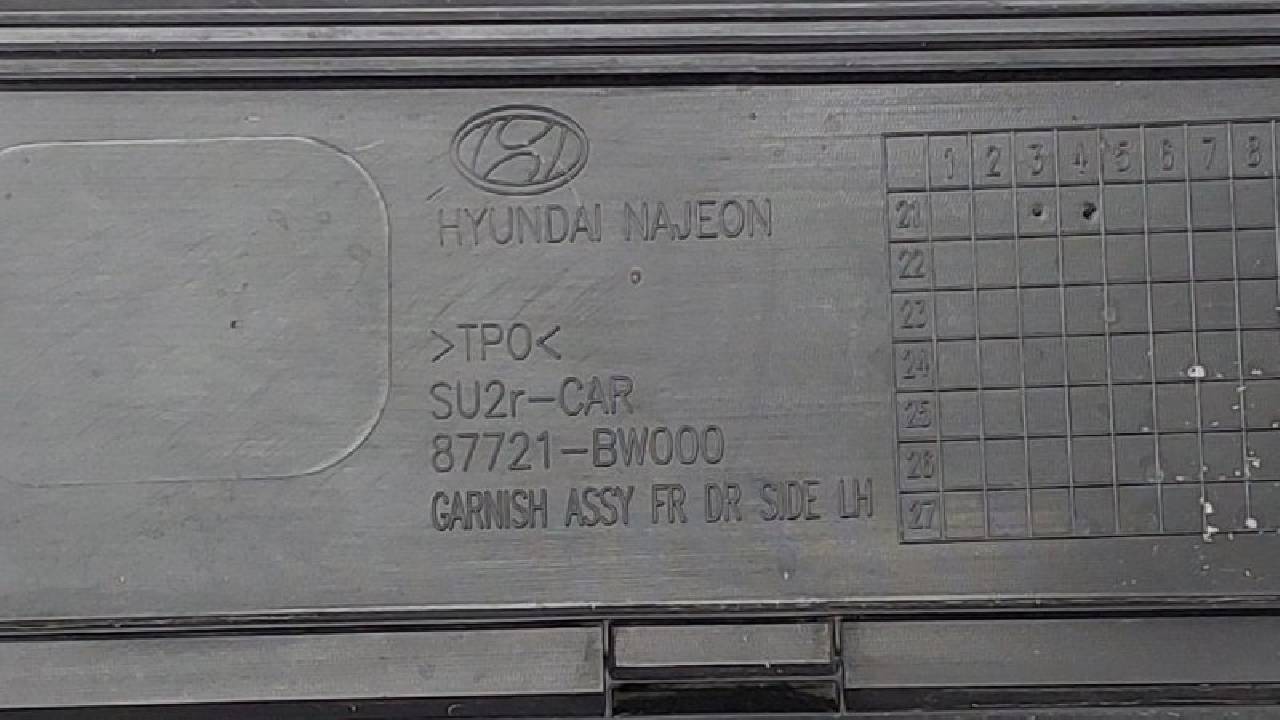 HYUNDAI NAJEON
>TPO<
SU2r-CAR
87721-BW000
GARNISH ASSY FR DR SIDE LH
1 2 3 4 5 6 7 8
21
22
23
24
25
26
27